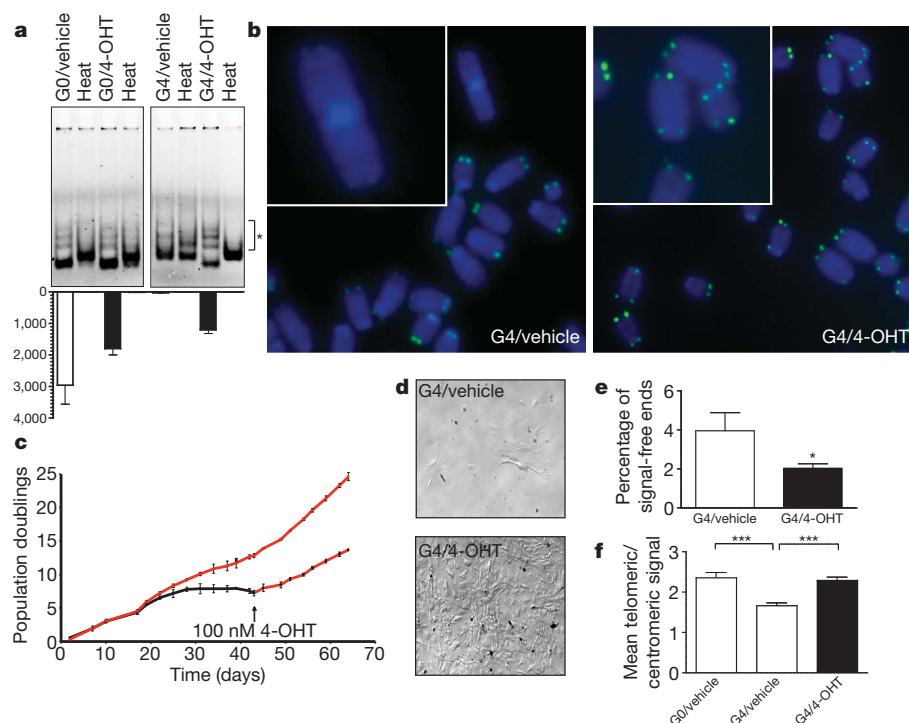 a
G0/vehicle
Heat
G0/4-OHT
Heat
G4/vehicle
Heat
G4/4-OHT
Heat
*
0
1,000
2,000
3,000
4,000
b
G4/vehicle
G4/4-OHT
c
Population doublings
25
20
15
10
5
0
100 nM 4-OHT
0 10 20 30 40 50 60 70
Time (days)
d
G4/vehicle
G4/4-OHT
e
Percentage of
signal-free ends
6
4
2
0
*
G4/vehicle G4/4-OHT
f
Mean telomeric/
centromeric signal
2
1
0
*** ***
G0/vehicle
G4/vehicle
G4/4-OHT